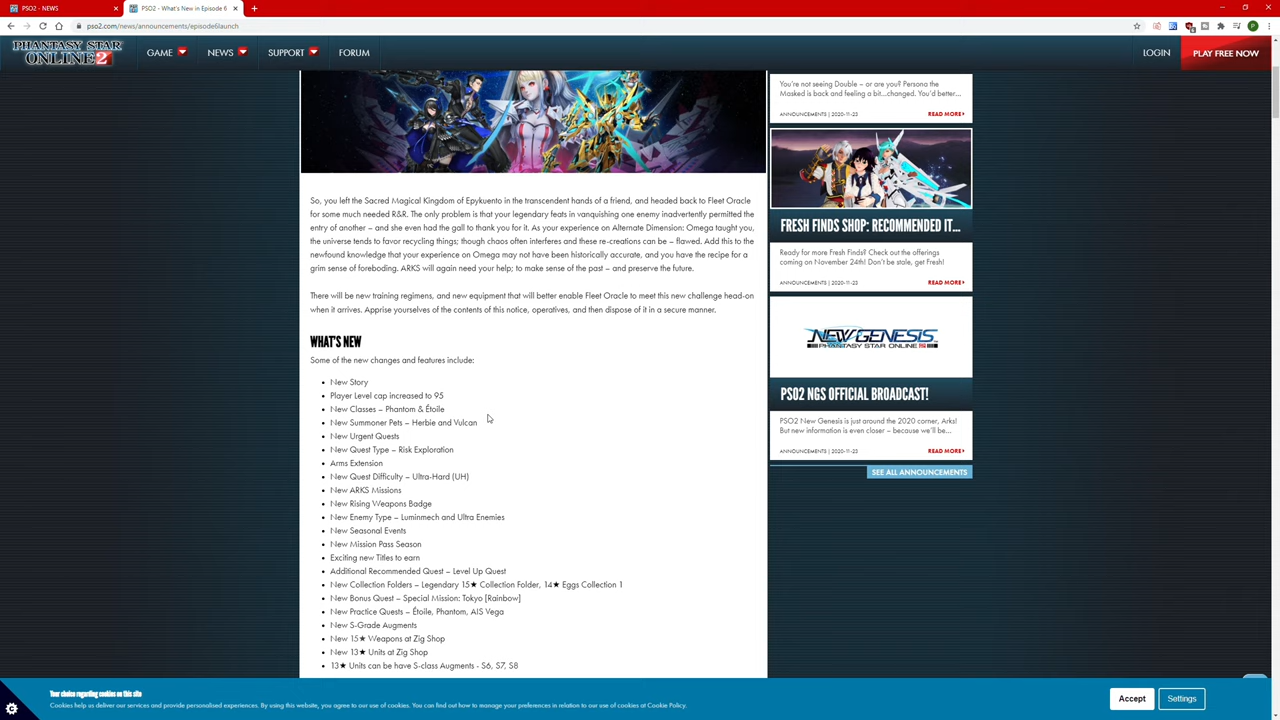 PSO2 - NEWS
PSO2 - What's New in Episode 6
pso2.com/news/announcements/episode6launch
PHANTASY STAR ONLINE 2
GAME
NEWS
SUPPORT
FORUM
LOGIN
PLAY FREE NOW
So, you left the Sacred Magical Kingdom of Epykuento in the transcendent hands of a friend, and headed back to Fleet Oracle
for some much needed R&R. The only problem is that your legendary feats in vanquishing one enemy inadvertently permitted the
entry of another – and she even had the gall to thank you for it. As your experience on Alternate Dimension: Omega taught you,
the universe tends to favor recycling things; though chaos often interferes and these re-creations can be – flawed. Add this to the
newfound knowledge that your experience on Omega may not have been historically accurate, and you have the recipe for a
grim sense of foreboding. ARKS will again need your help; to make sense of the past – and preserve the future.
There will be new training regimens, and new equipment that will better enable Fleet Oracle to meet this new challenge head-on
when it arrives. Apprise yourselves of the contents of this notice, operatives, and then dispose of it in a secure manner.
WHAT'S NEW
Some of the new changes and features include:
• New Story
• Player Level cap increased to 95
• New Classes – Phantom & Étoile
• New Summoner Pets – Herbie and Vulcan
• New Urgent Quests
• New Quest Type – Risk Exploration
• Arms Extension
• New Quest Difficulty – Ultra-Hard (UH)
• New ARKS Missions
• New Rising Weapons Badge
• New Enemy Type – Luminmech and Ultra Enemies
• New Seasonal Events
• New Mission Pass Season
• Exciting new Titles to earn
• Additional Recommended Quest – Level Up Quest
• New Collection Folders – Legendary 15★ Collection Folder, 14★ Eggs Collection 1
• New Bonus Quest – Special Mission: Tokyo [Rainbow]
• New Practice Quests – Étoile, Phantom, AIS Vega
• New S-Grade Augments
• New 15★ Weapons at Zig Shop
• New 13★ Units at Zig Shop
• 13★ Units can have S-class Augments - S6, S7, S8
You're not seeing Double – or are you? Persona the
Masked is back and feeling a bit...changed. You'd better...
ANNOUNCEMENTS | 2020-11-23
READ MORE
FRESH FINDS SHOP: RECOMMENDED IT...
Ready for more Fresh Finds? Check out the offerings
coming on November 24th! Don't be stale, get Fresh!
ANNOUNCEMENTS | 2020-11-23
READ MORE
NEW GENESIS
PHANTASY STAR ONLINE 2
PSO2 NGS OFFICIAL BROADCAST!
PSO2 New Genesis is just around the 2020 corner, Arks!
But new information is even closer – because we'll be...
ANNOUNCEMENTS | 2020-11-23
READ MORE
SEE ALL ANNOUNCEMENTS
Your choice regarding cookies on this site
Cookies help us deliver our services and provide personalised experiences. By using this website, you agree to our use of cookies. You can find out how to manage your preferences in relation to our use of cookies at Cookie Policy.
Accept
Settings